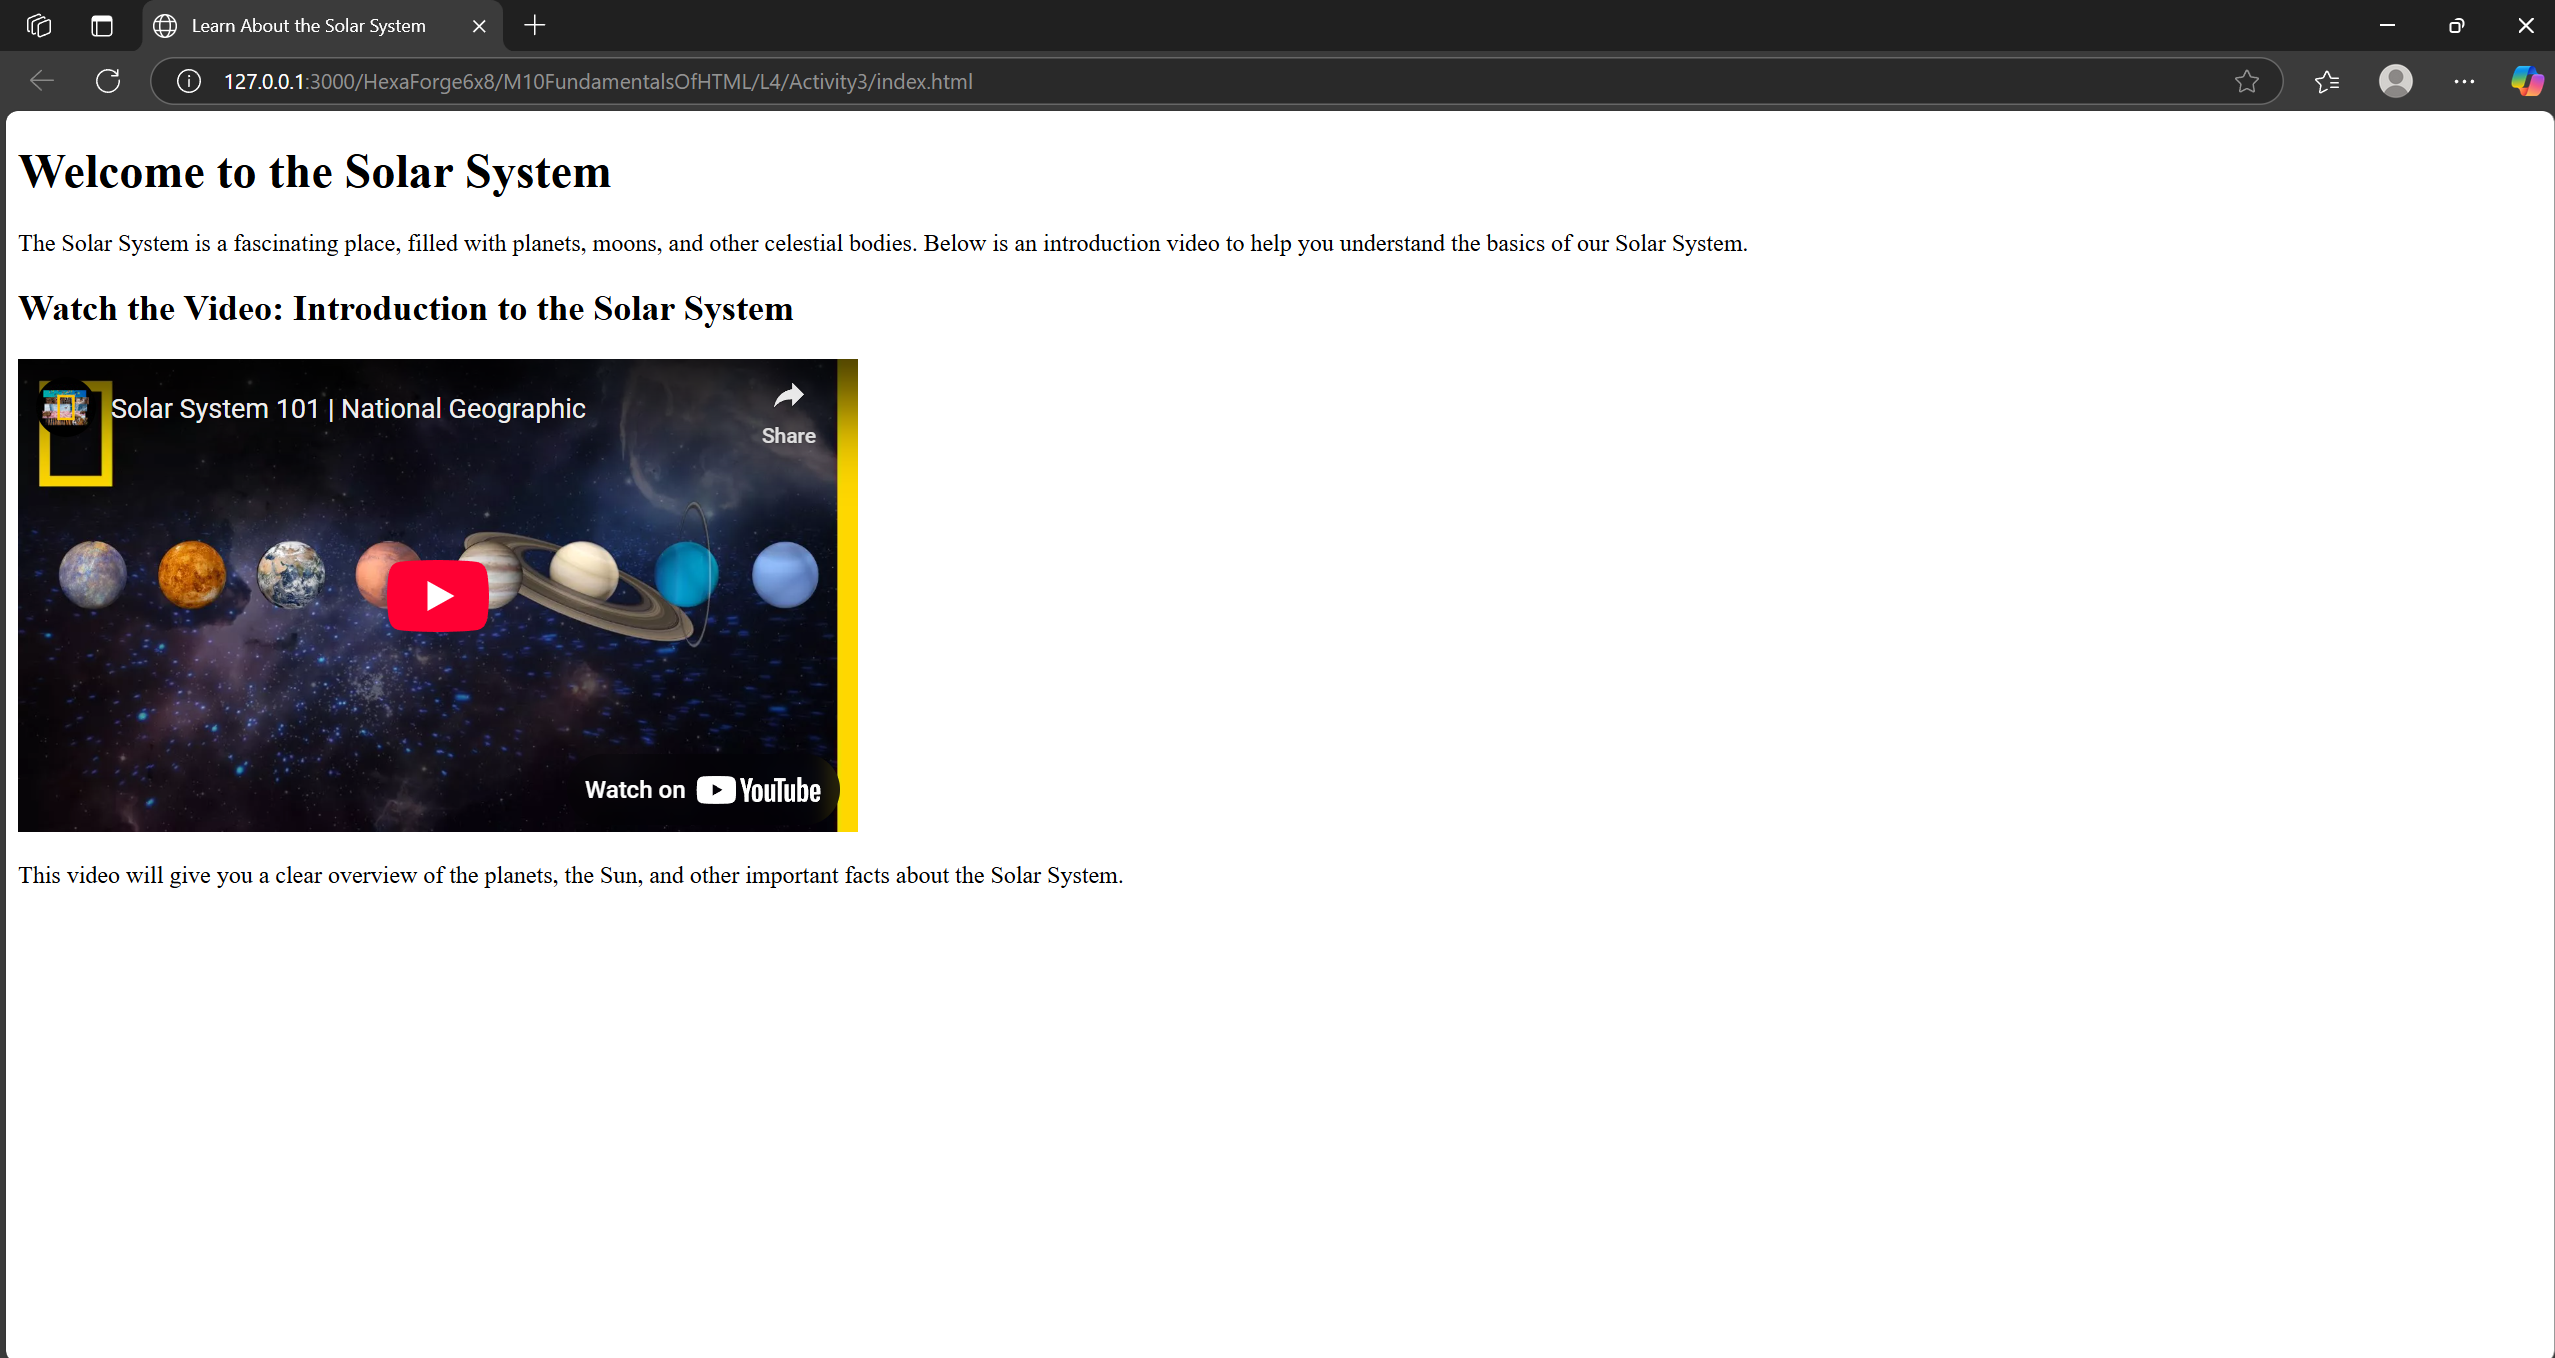 Learn About the Solar System
127.0.0.1:3000/HexaForge6x8/M10FundamentalsOfHTML/L4/Activity3/index.html
Welcome to the Solar System
The Solar System is a fascinating place, filled with planets, moons, and other celestial bodies. Below is an introduction video to help you understand the basics of our Solar System.
Watch the Video: Introduction to the Solar System
Solar System 101 | National Geographic
Share
Watch on YouTube
This video will give you a clear overview of the planets, the Sun, and other important facts about the Solar System.